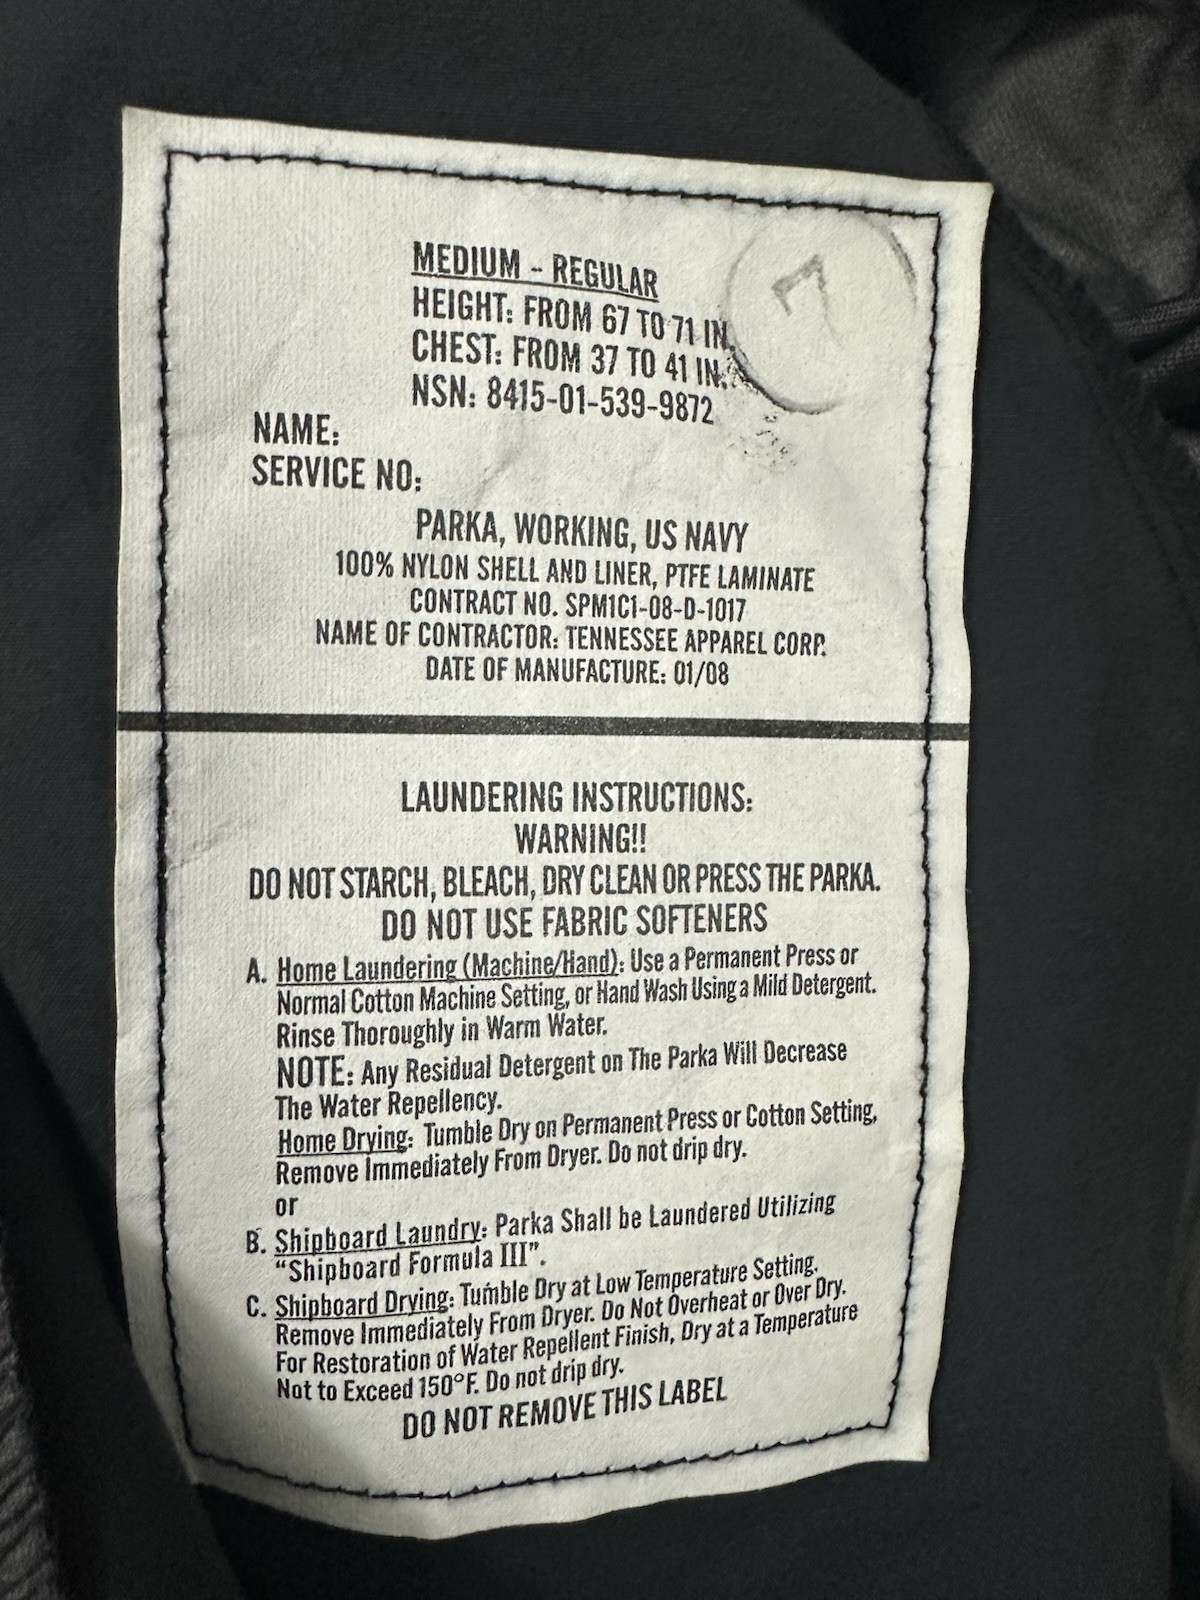 MEDIUM - REGULAR
HEIGHT: FROM 67 TO 71 IN.
CHEST: FROM 37 TO 41 IN.
NSN: 8415-01-539-9872
7
NAME:
SERVICE NO:
PARKA, WORKING, US NAVY
100% NYLON SHELL AND LINER, PTFE LAMINATE
CONTRACT NO. SPM1C1-08-D-1017
NAME OF CONTRACTOR: TENNESSEE APPAREL CORP.
DATE OF MANUFACTURE: 01/08
LAUNDERING INSTRUCTIONS:
WARNING!!
DO NOT STARCH, BLEACH, DRY CLEAN OR PRESS THE PARKA.
DO NOT USE FABRIC SOFTENERS
A. Home Laundering (Machine/Hand): Use a Permanent Press or
Normal Cotton Machine Setting, or Hand Wash Using a Mild Detergent.
Rinse Thoroughly in Warm Water.
NOTE: Any Residual Detergent on The Parka Will Decrease
The Water Repellency.
Home Drying: Tumble Dry on Permanent Press or Cotton Setting,
Remove Immediately From Dryer. Do not drip dry.
or
B. Shipboard Laundry: Parka Shall be Laundered Utilizing
“Shipboard Formula III”.
C. Shipboard Drying: Tumble Dry at Low Temperature Setting.
Remove Immediately From Dryer. Do Not Overheat or Over Dry.
For Restoration of Water Repellent Finish, Dry at a Temperature
Not to Exceed 150°F. Do not drip dry.
DO NOT REMOVE THIS LABEL